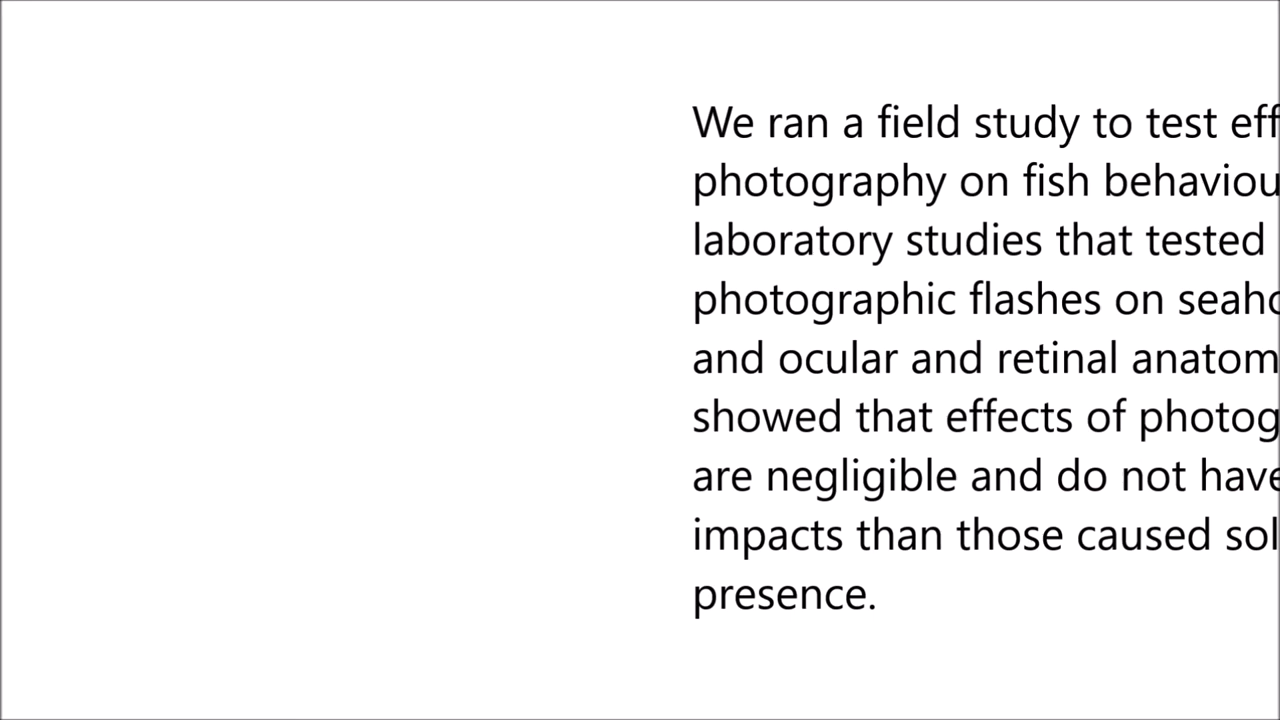 We ran a field study to test eff
photography on fish behaviou
laboratory studies that tested
photographic flashes on seaho
and ocular and retinal anatom
showed that effects of photog
are negligible and do not have
impacts than those caused sol
presence.